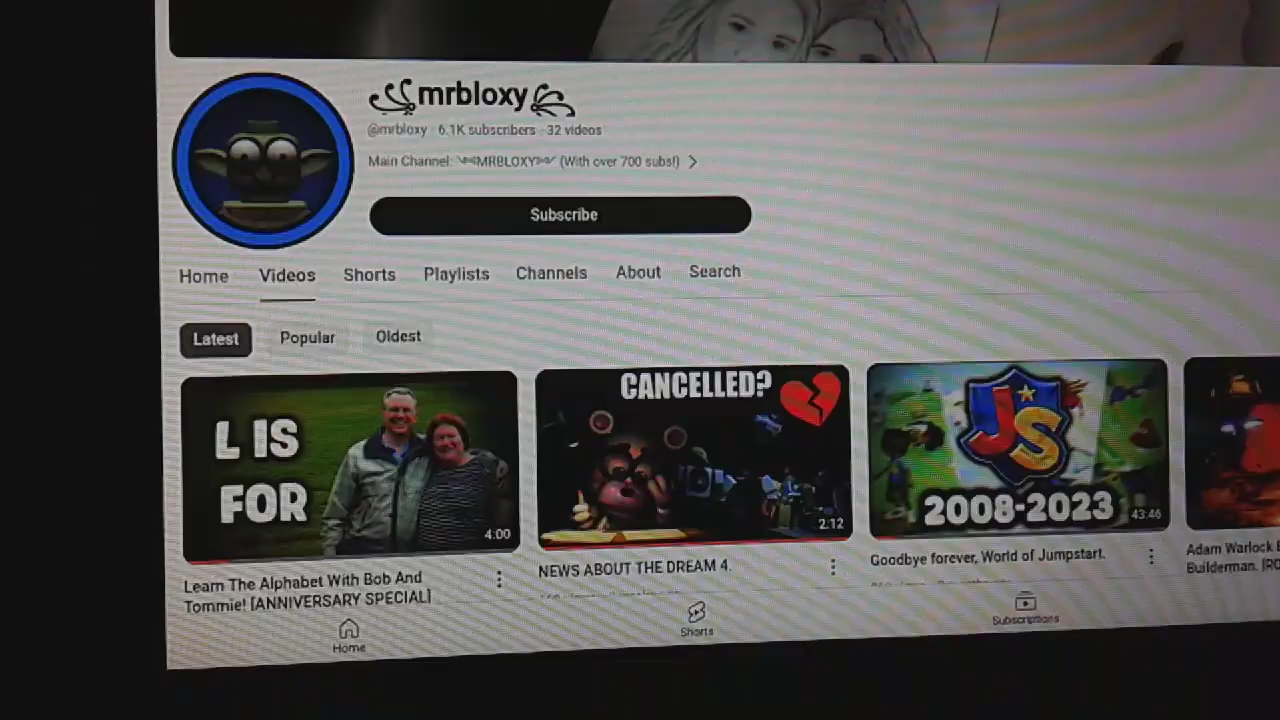 mrbloxy
@mrbloxy · 6.1K subscribers · 32 videos
Main Channel: MRBLOXY (With over 700 subs!)
Subscribe
Home Videos Shorts Playlists Channels About Search
Latest Popular Oldest
L IS
FOR
4:00
CANCELLED?
2:12
JS
2008-2023
43:46
Learn The Alphabet With Bob And
Tommie! [ANNIVERSARY SPECIAL]
NEWS ABOUT THE DREAM 4.
Goodbye forever, World of Jumpstart.
Adam Warlock
Builderman.
Home
Shorts
Subscriptions